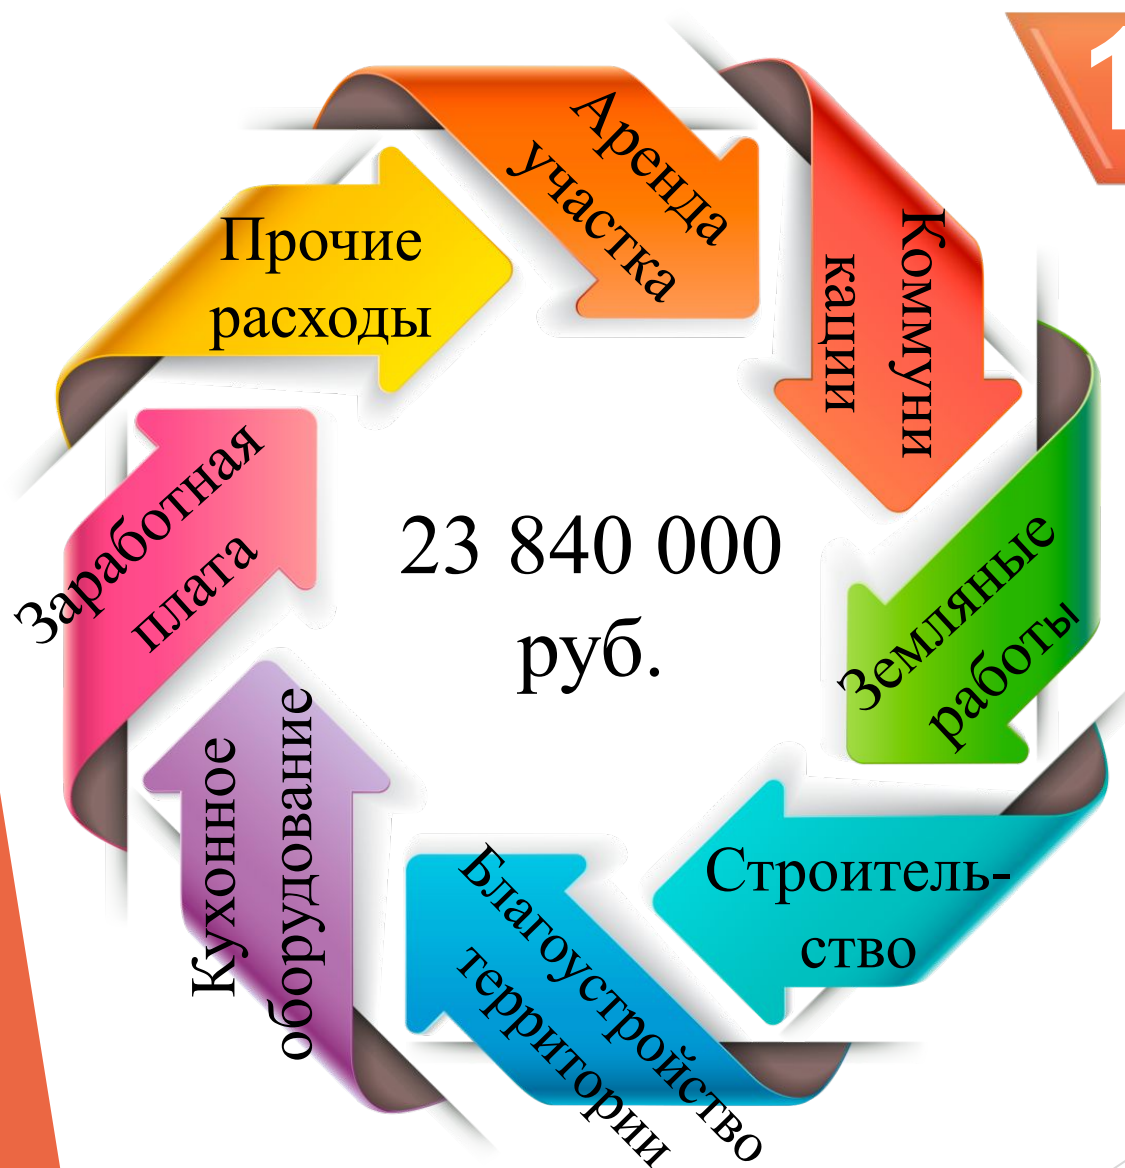 1
Аренда
участка
Коммуни
кации
Земляные
работы
Строитель-
ство
Благоустройство
территории
Кухонное
оборудование
Заработная
плата
Прочие
расходы
23 840 000
руб.